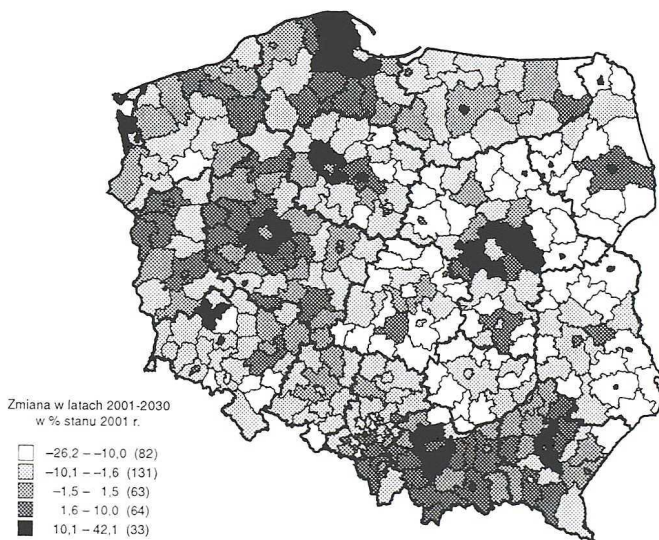 Zmiana w latach 2001-2030
w % stanu 2001 r.
–26,2 – –10,0 (82)
–10,1 – –1,6 (131)
–1,5 – 1,5 (63)
1,6 – 10,0 (64)
10,1 – 42,1 (33)